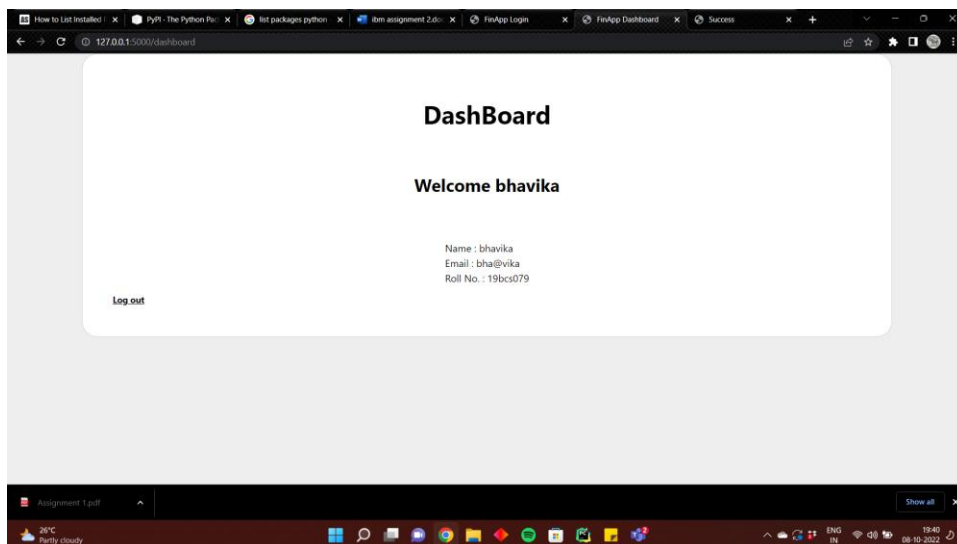 How to List Installed
PyPI · The Python Pac
list packages python
ibm assignment 2.doc
FinApp Login
FinApp Dashboard
Success
127.0.0.1:5000/dashboard
DashBoard
Welcome bhavika
Name : bhavika
Email : bha@vika
Roll No. : 19bcs079
Log out
Assignment 1.pdf
Show all
26°C
Partly cloudy
ENG
IN
19:40
08-10-2022